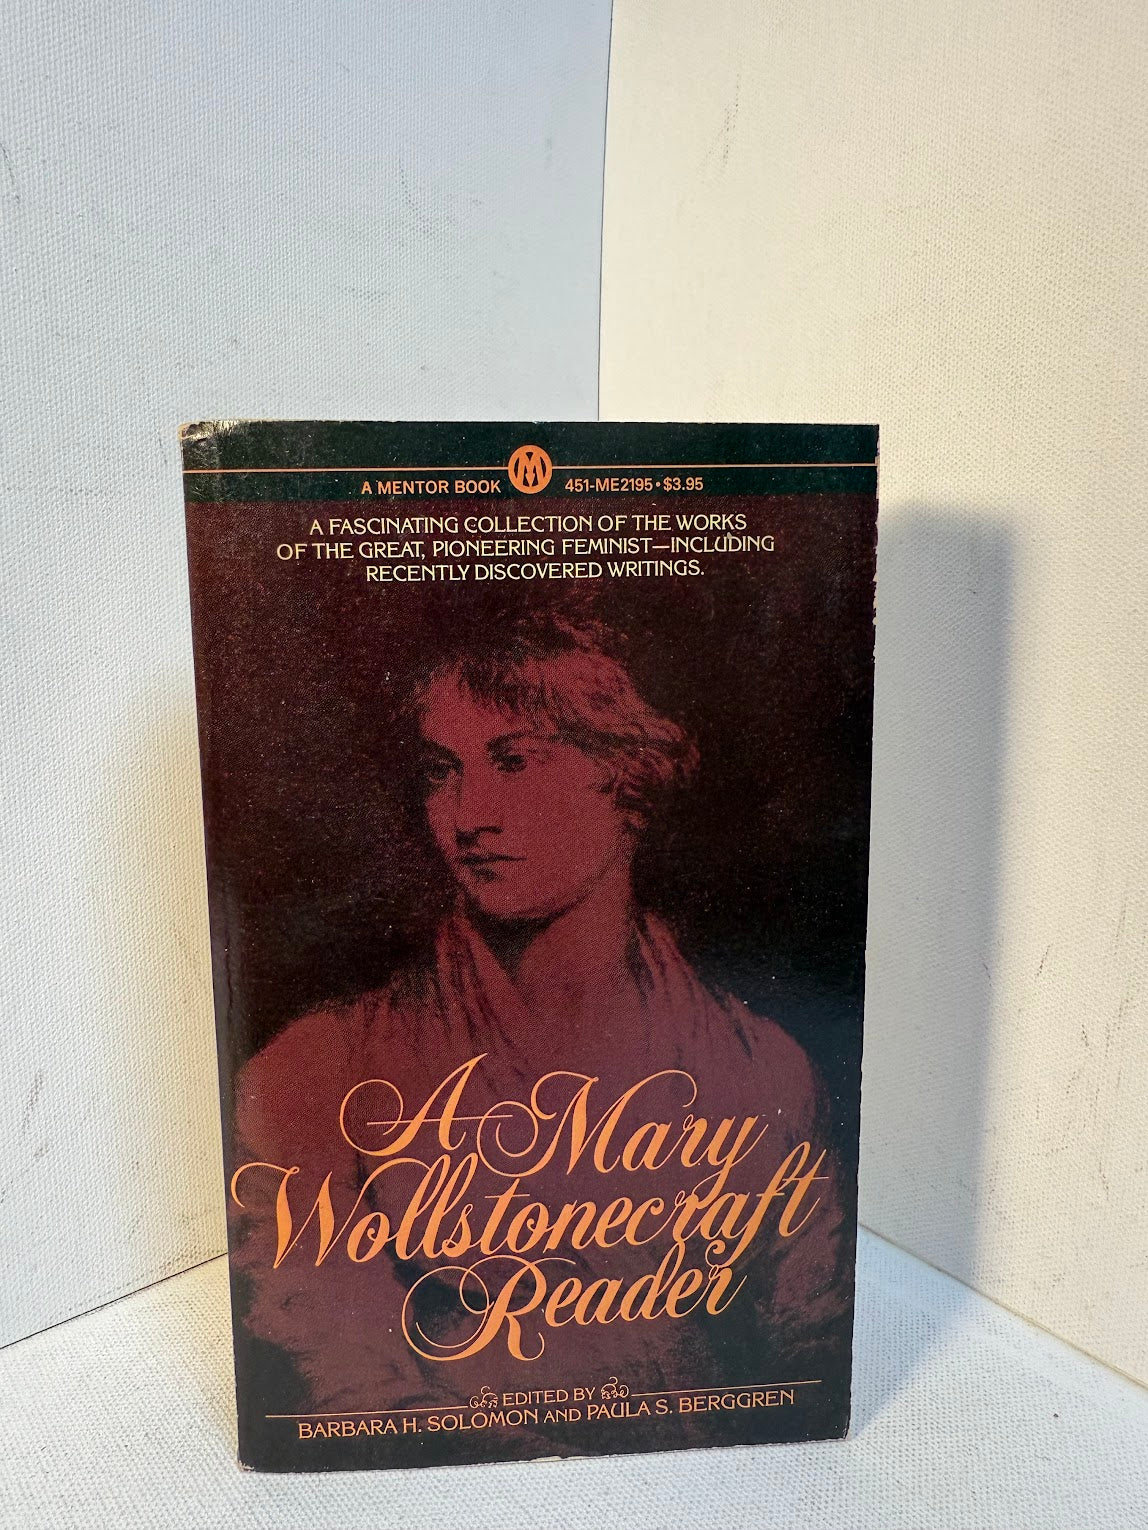 A MENTOR BOOK M 451-ME2195 • $3.95
A FASCINATING COLLECTION OF THE WORKS
OF THE GREAT, PIONEERING FEMINIST—INCLUDING
RECENTLY DISCOVERED WRITINGS.
A Mary
Wollstonecraft
Reader
EDITED BY
BARBARA H. SOLOMON AND PAULA S. BERGGREN